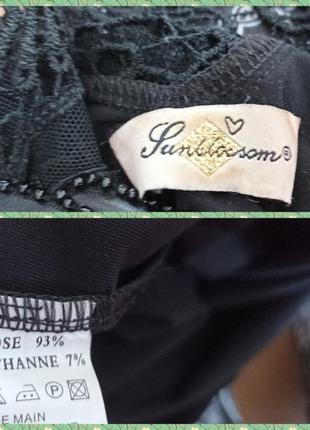 Sunblossom®
OSE 93%
THANNE 7%
P
E MAIN